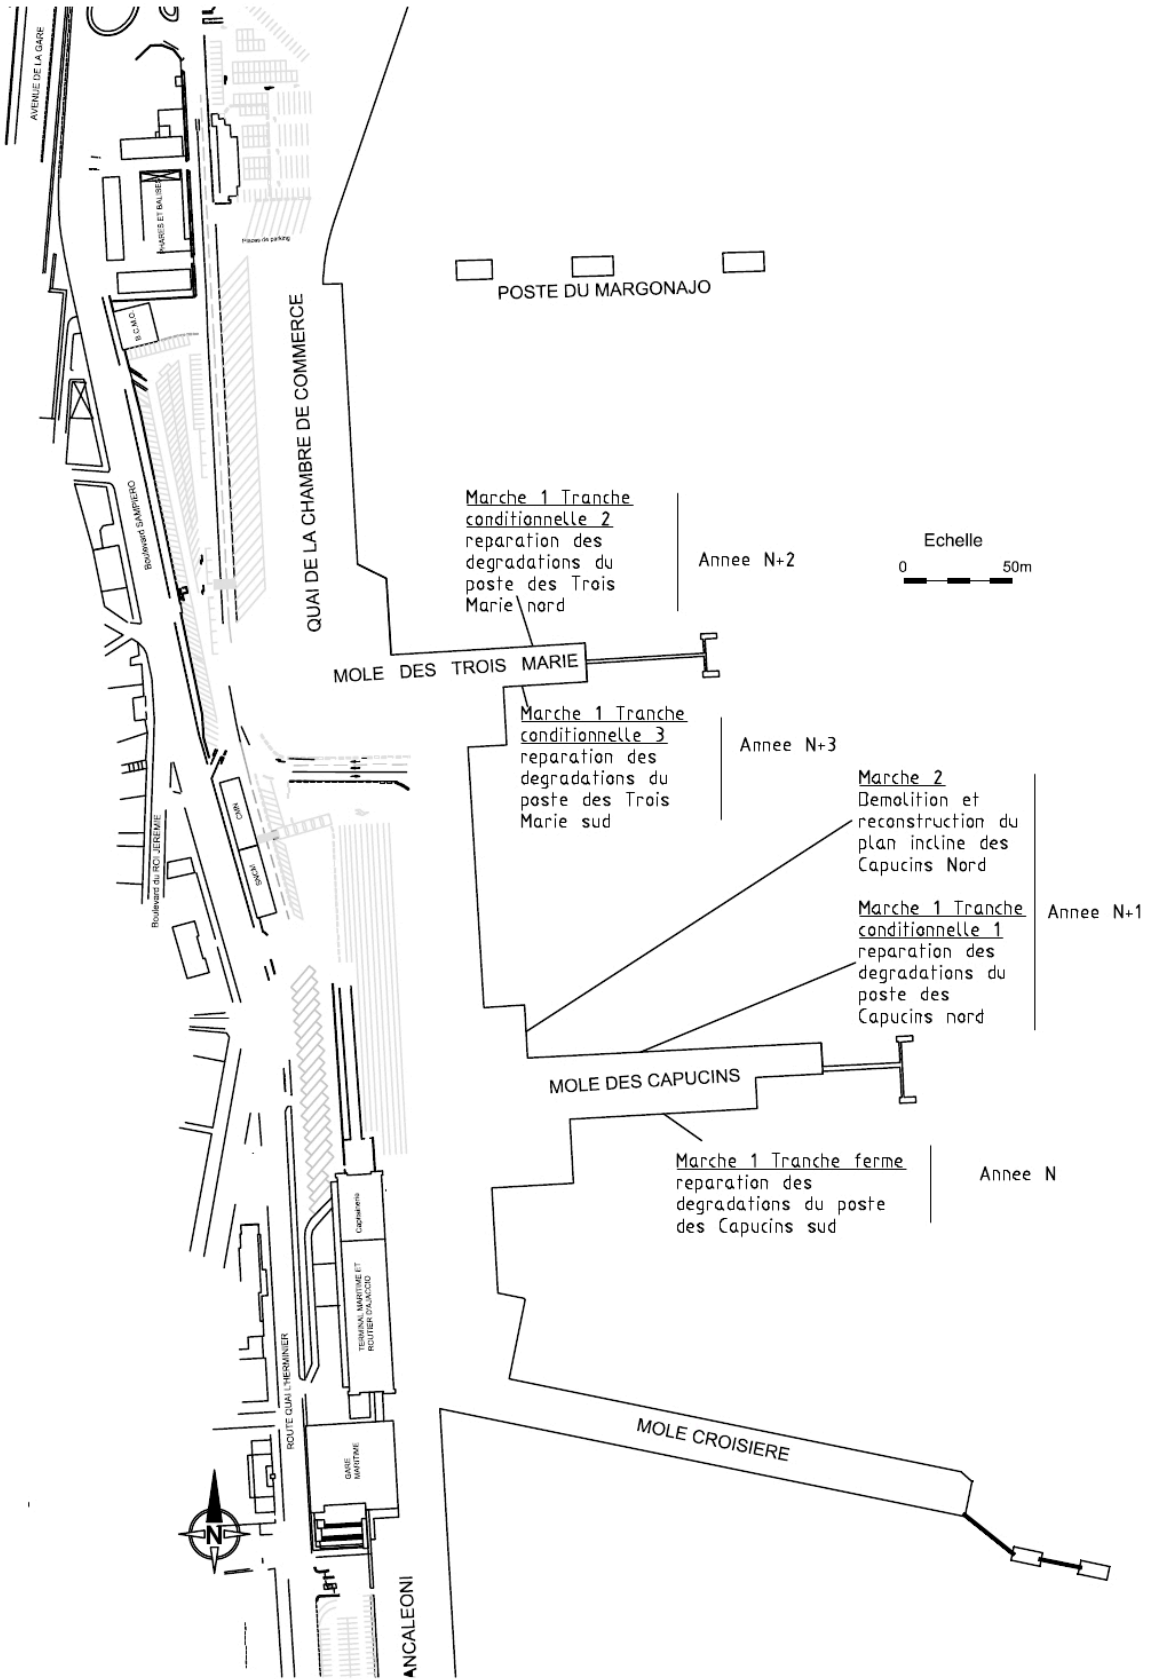 AVENUE DE LA GARE
PHARES ET BALISES
Places de parking
B.C.M.O.
POSTE DU MARGONAJO
QUAI DE LA CHAMBRE DE COMMERCE
Boulevard SAMPIERO
Marche 1 Tranche
conditionnelle 2
reparation des
degradations du
poste des Trois
Marie nord
Annee N+2
Echelle
0 50m
MOLE DES TROIS MARIE
Marche 1 Tranche
conditionnelle 3
reparation des
degradations du
poste des Trois
Marie sud
Annee N+3
Marche 2
Demolition et
reconstruction du
plan incline des
Capucins Nord
Marche 1 Tranche
conditionnelle 1
reparation des
degradations du
poste des
Capucins nord
Annee N+1
CMN
SNCM
Boulevard du ROI JEREMIE
MOLE DES CAPUCINS
Marche 1 Tranche ferme
reparation des
degradations du poste
des Capucins sud
Annee N
Capitainerie
TERMINAL MARITIME ET
ROUTIER D'AJACCIO
ROUTE QUAI L'HERMINIER
GARE
MARITIME
MOLE CROISIERE
N
ANCALEONI